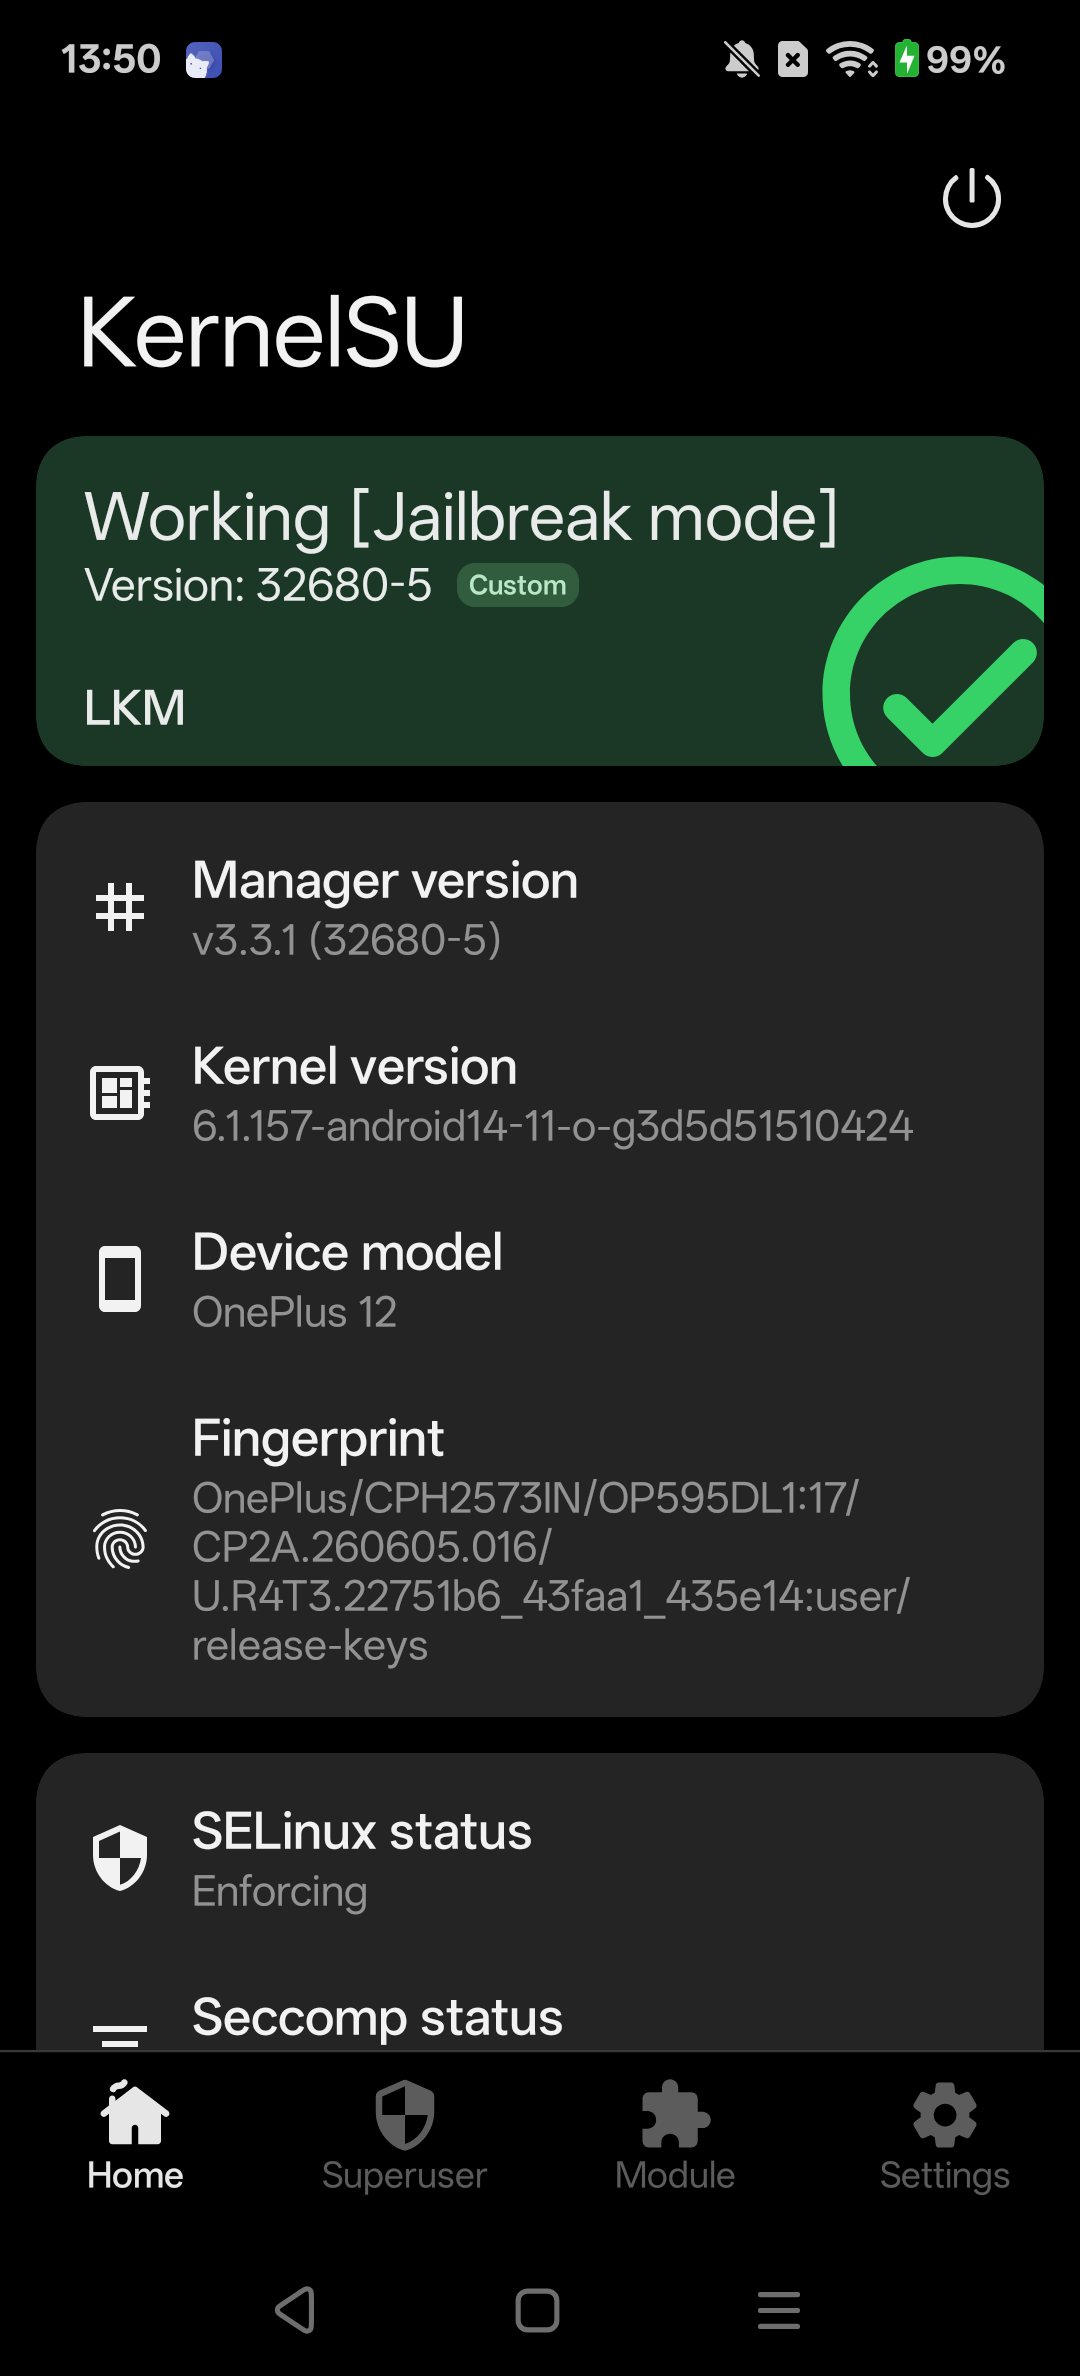 13:50
99%
KernelSU
Working [Jailbreak mode]
Version: 32680-5 Custom
LKM
Manager version
v3.3.1 (32680-5)
Kernel version
6.1.157-android14-11-o-g3d5d51510424
Device model
OnePlus 12
Fingerprint
OnePlus/CPH2573IN/OP595DL1:17/
CP2A.260605.016/
U.R4T3.22751b6_43faa1_435e14:user/
release-keys
SELinux status
Enforcing
Seccomp status
Home Superuser Module Settings